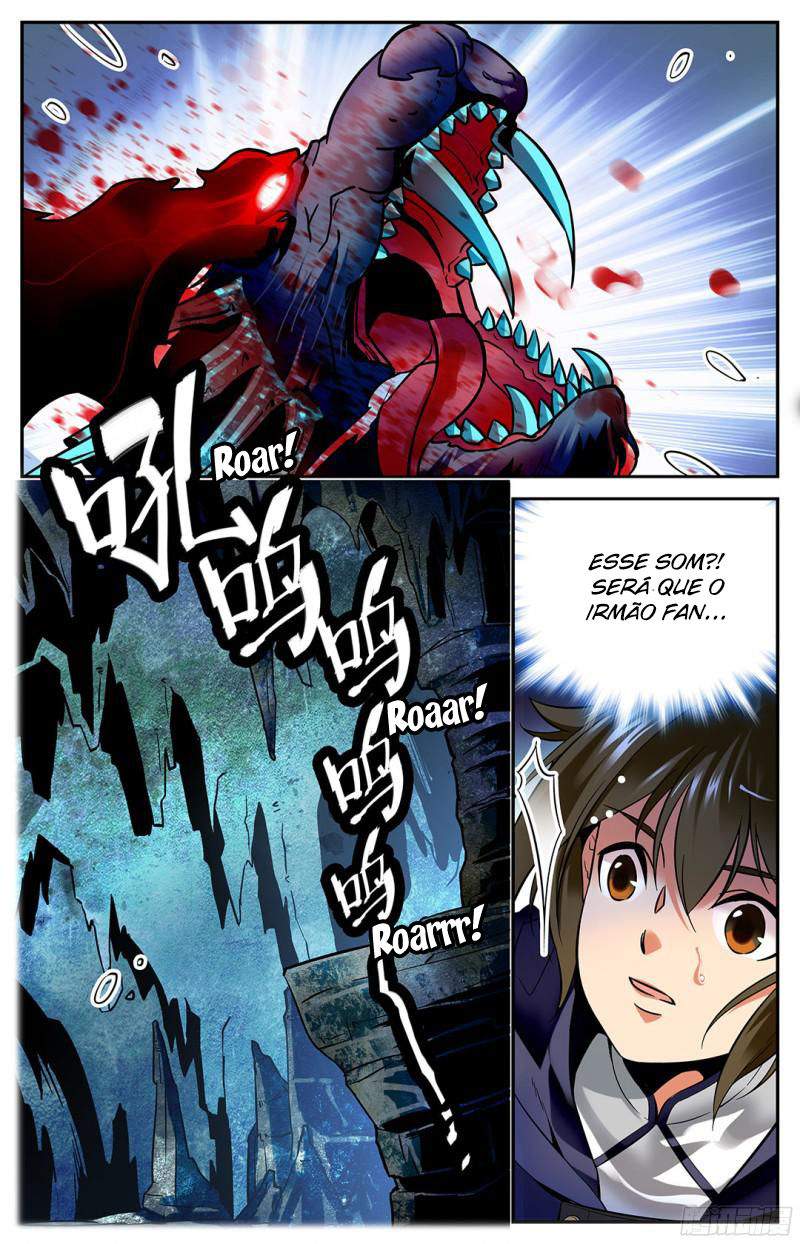 吼
Roar!
呜
呜
Roaar!
呜
呜
Roarrr!
ESSE SOM?!
SERÁ QUE O
IRMÃO FAN...